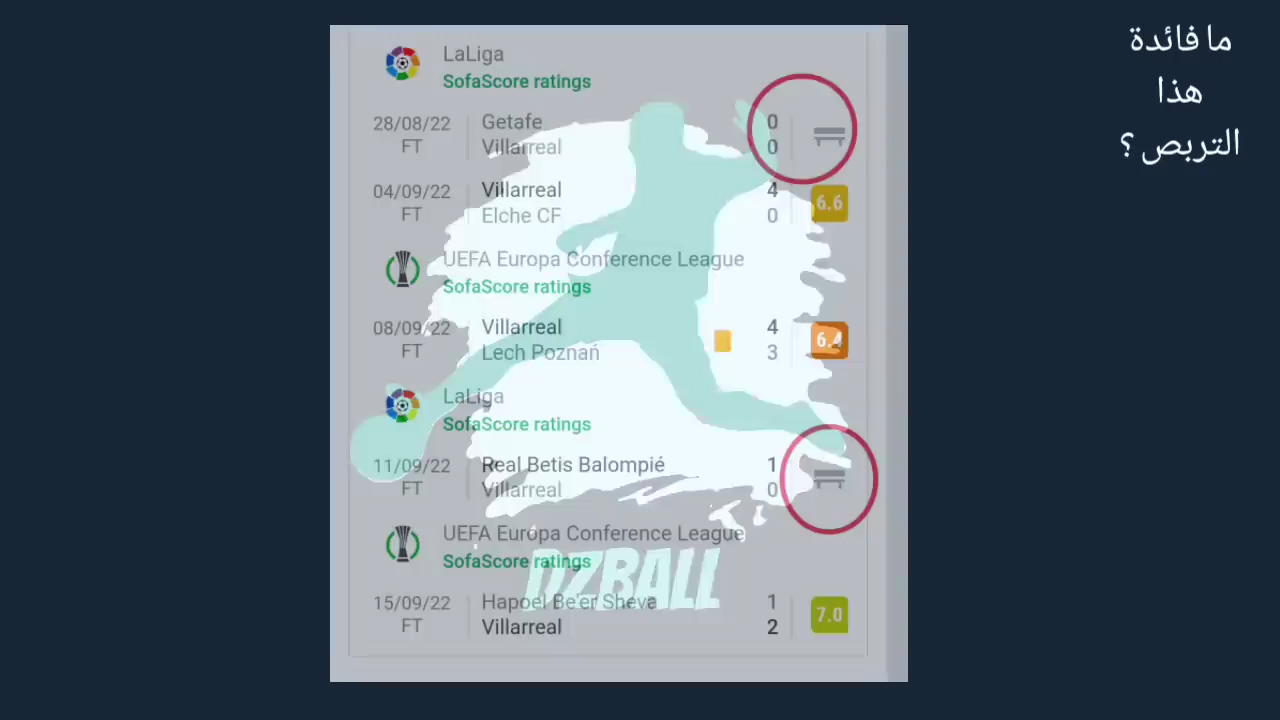 ما فائدة
هذا
التربص ؟
LaLiga
SofaScore ratings
28/08/22 Getafe 0
FT Villarreal 0
04/09/22 Villarreal 4 6.6
FT Elche CF 0
UEFA Europa Conference League
SofaScore ratings
08/09/22 Villarreal 4 6.4
FT Lech Poznań 3
LaLiga
SofaScore ratings
11/09/22 Real Betis Balompié 1
FT Villarreal 0
UEFA Europa Conference League
SofaScore ratings
DZBALL
15/09/22 Hapoel Be'er Sheva 1 7.0
FT Villarreal 2